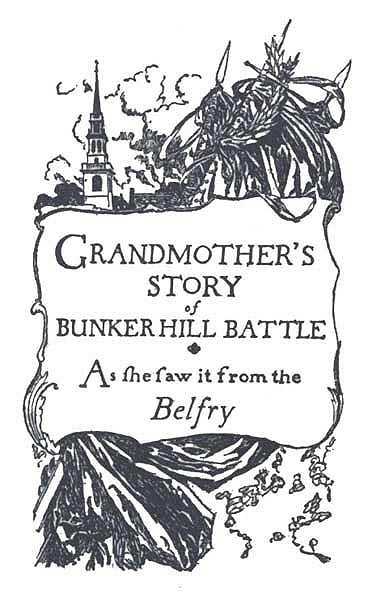 GRANDMOTHER'S
STORY
of
BUNKER HILL BATTLE
As ſhe ſaw it from the
Belfry